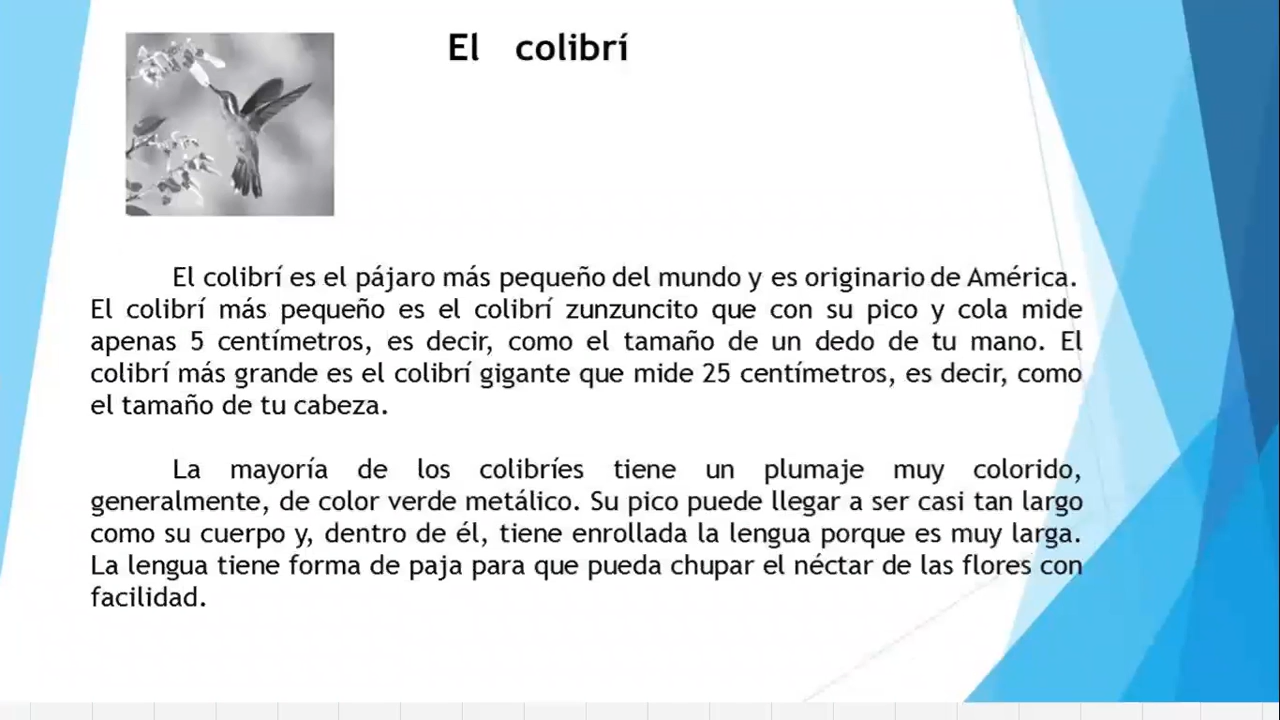 El colibrí
El colibrí es el pájaro más pequeño del mundo y es originario de América.
El colibrí más pequeño es el colibrí zunzuncito que con su pico y cola mide
apenas 5 centímetros, es decir, como el tamaño de un dedo de tu mano. El
colibrí más grande es el colibrí gigante que mide 25 centímetros, es decir, como
el tamaño de tu cabeza.
La mayoría de los colibríes tiene un plumaje muy colorido,
generalmente, de color verde metálico. Su pico puede llegar a ser casi tan largo
como su cuerpo y, dentro de él, tiene enrollada la lengua porque es muy larga.
La lengua tiene forma de paja para que pueda chupar el néctar de las flores con
facilidad.